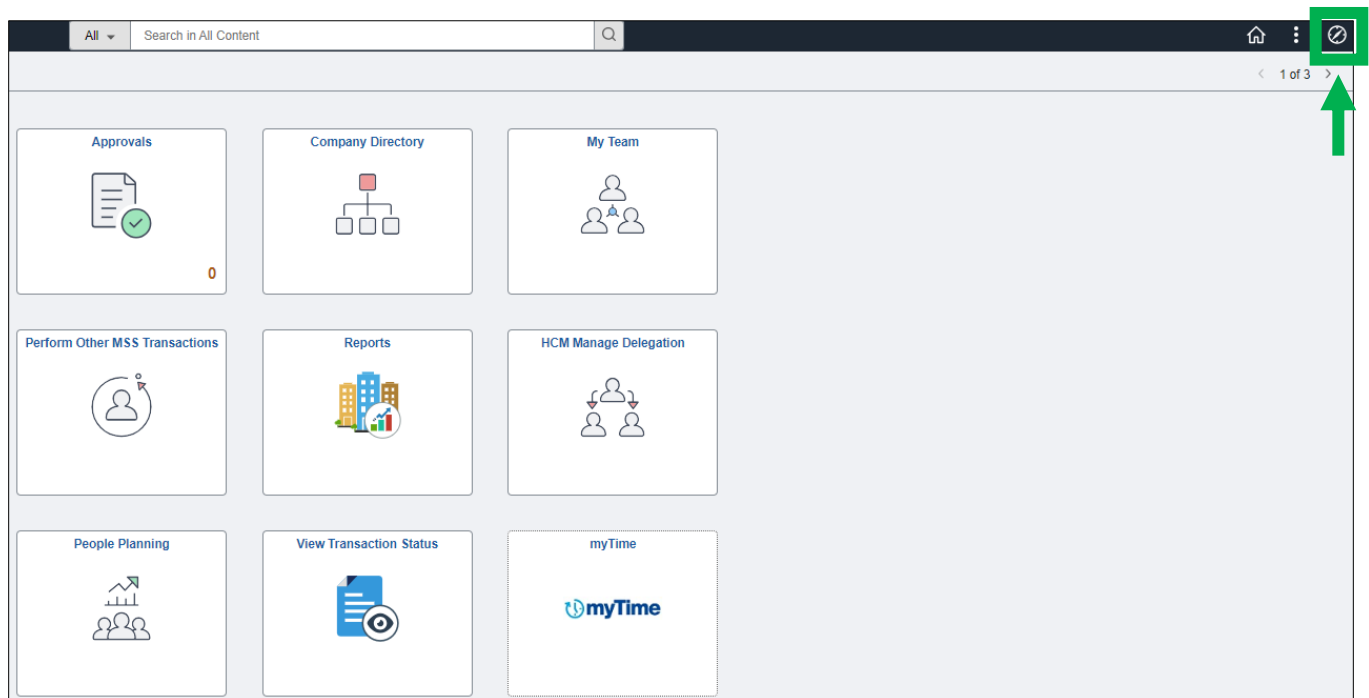 All Search in All Content
1 of 3
Approvals Company Directory My Team
0
Perform Other MSS Transactions Reports HCM Manage Delegation
People Planning View Transaction Status myTime
myTime